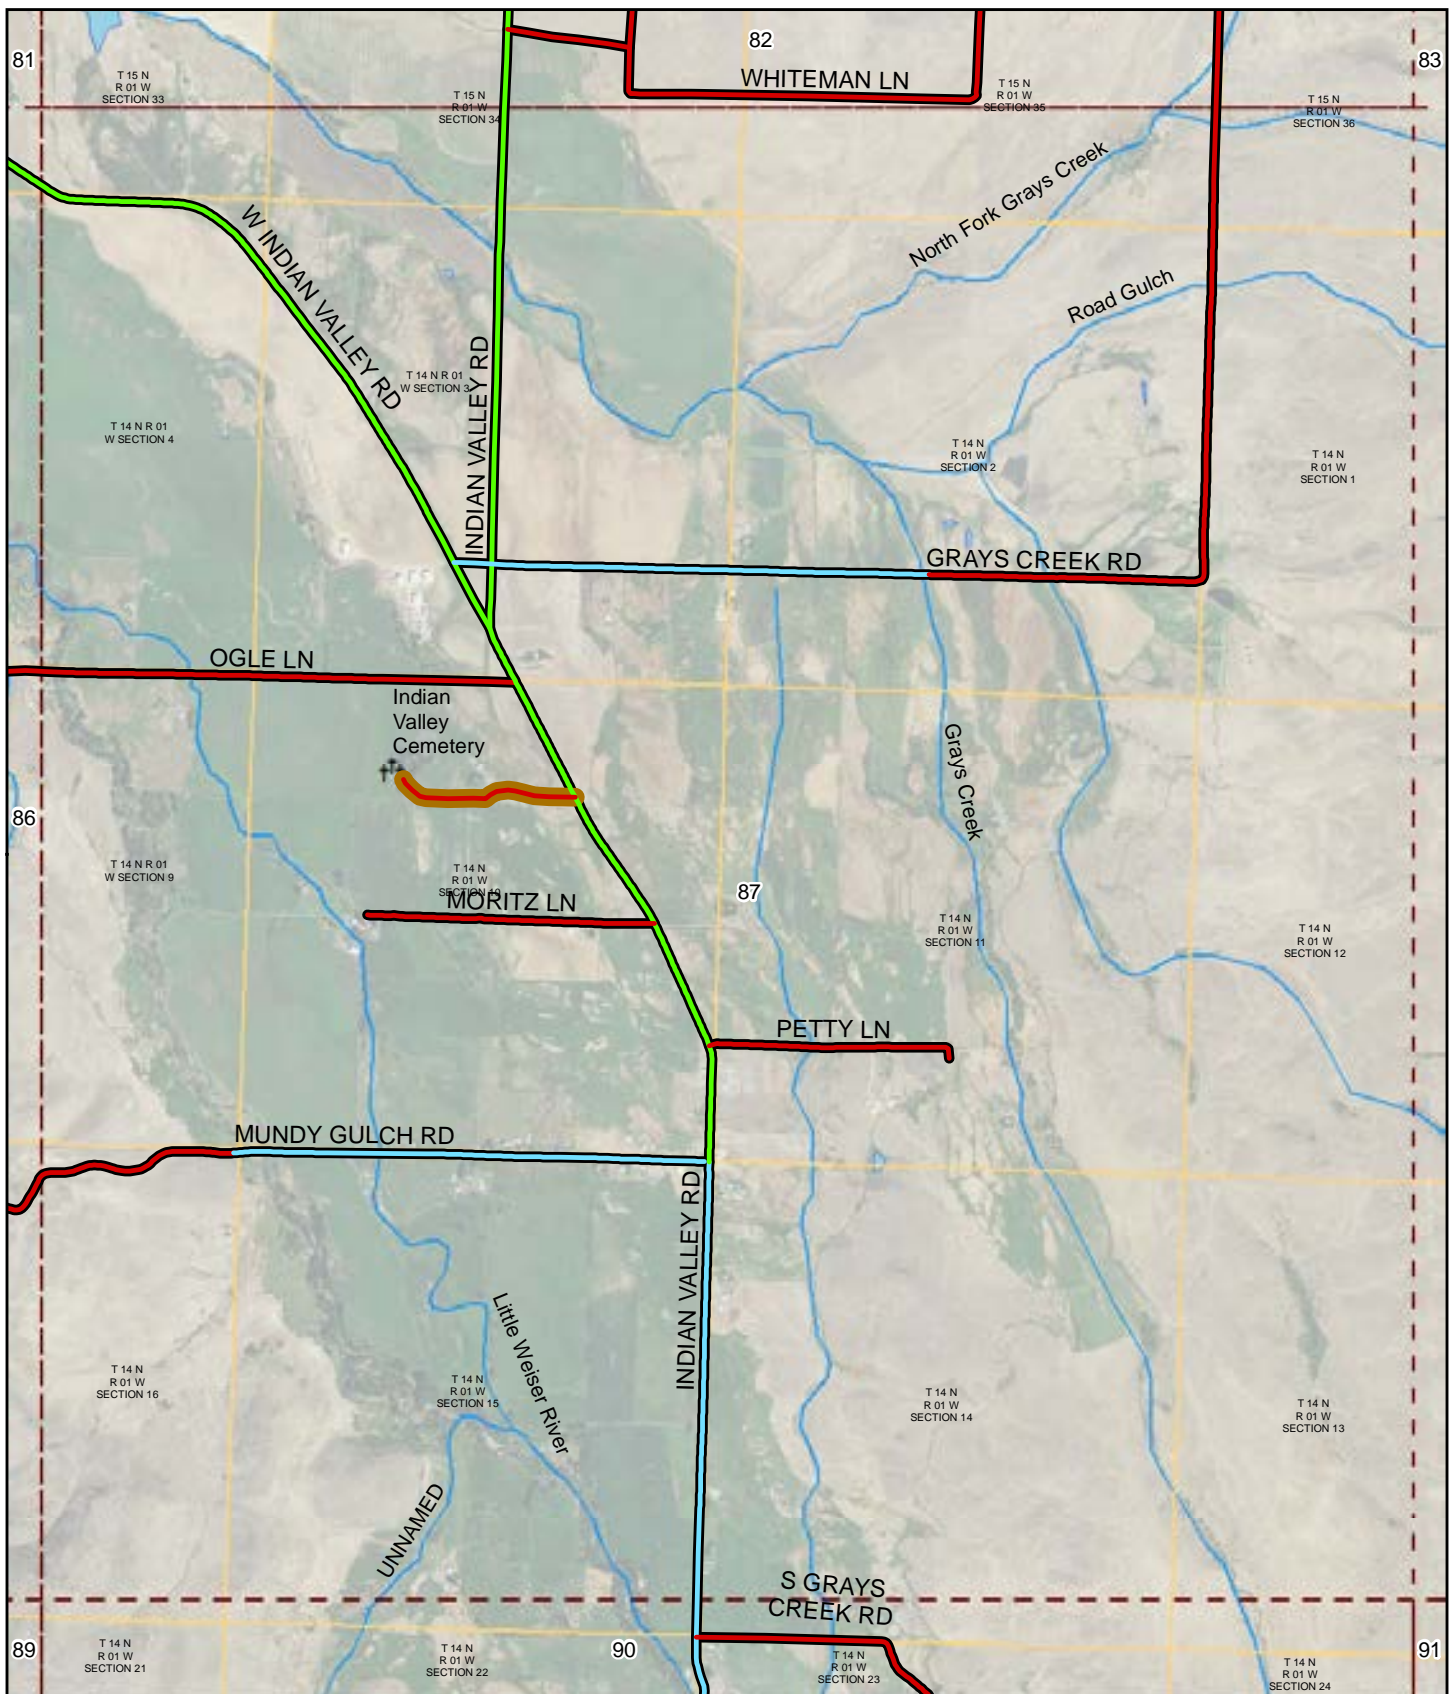 81
82
83
T 15 N
R 01 W
SECTION 33
T 15 N
R 01 W
SECTION 34
WHITEMAN LN
T 15 N
R 01 W
SECTION 35
T 15 N
R 01 W
SECTION 36
North Fork Grays Creek
W INDIAN VALLEY RD
Road Gulch
INDIAN VALLEY RD
T 14 N R 01
W SECTION 3
T 14 N R 01
W SECTION 4
T 14 N
R 01 W
SECTION 2
T 14 N
R 01 W
SECTION 1
GRAYS CREEK RD
OGLE LN
Indian
Valley
Cemetery
Grays Creek
86
T 14 N R 01
W SECTION 9
T 14 N
R 01 W
SECTION 10
MORITZ LN
87
T 14 N
R 01 W
SECTION 11
T 14 N
R 01 W
SECTION 12
PETTY LN
MUNDY GULCH RD
INDIAN VALLEY RD
Little Weiser River
T 14 N
R 01 W
SECTION 16
T 14 N
R 01 W
SECTION 15
T 14 N
R 01 W
SECTION 14
T 14 N
R 01 W
SECTION 13
UNNAMED
S GRAYS
CREEK RD
89
T 14 N
R 01 W
SECTION 21
T 14 N
R 01 W
SECTION 22
90
T 14 N
R 01 W
SECTION 23
T 14 N
R 01 W
SECTION 24
91